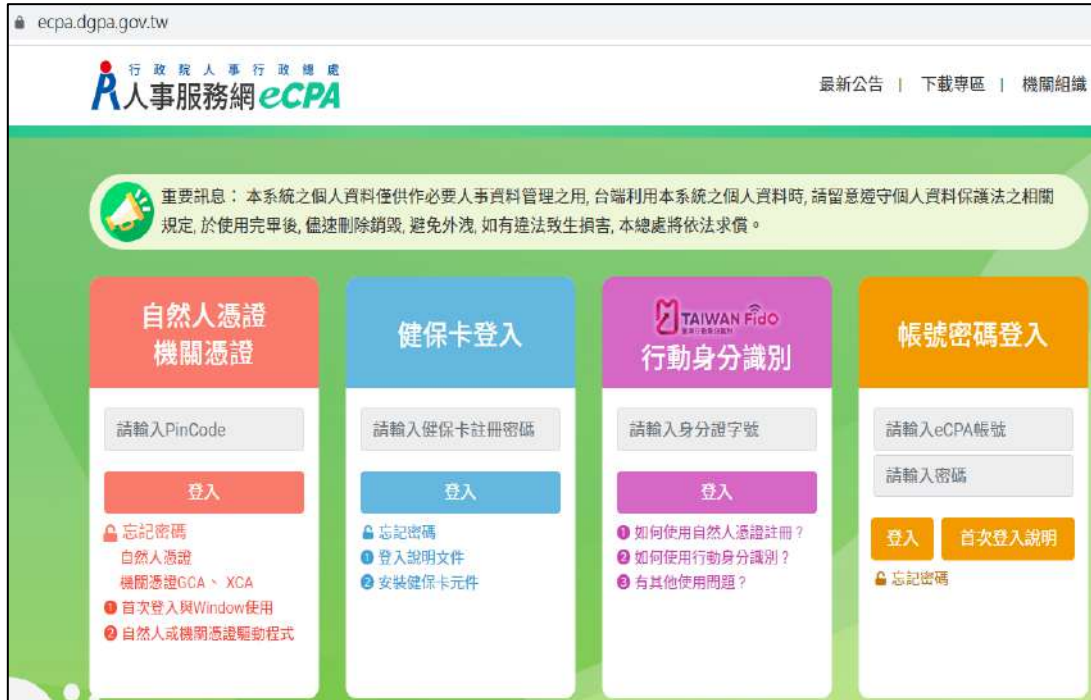 ecpa.dgpa.gov.tw
行政院人事行政總處
人事服務網eCPA
最新公告 | 下載專區 | 機關組織
重要訊息： 本系統之個人資料僅供作必要人事資料管理之用, 台端利用本系統之個人資料時, 請留意遵守個人資料保護法之相關
規定, 於使用完畢後, 儘速刪除銷毀, 避免外洩, 如有違法致生損害, 本總處將依法求償。
自然人憑證
機關憑證
請輸入PinCode
登入
忘記密碼
自然人憑證
機關憑證GCA、 XCA
1 首次登入與Window使用
2 自然人或機關憑證驅動程式
健保卡登入
請輸入健保卡註冊密碼
登入
忘記密碼
1 登入說明文件
2 安裝健保卡元件
TAIWAN FidO
行動身分識別
請輸入身分證字號
登入
1 如何使用自然人憑證註冊？
2 如何使用行動身分識別？
3 有其他使用問題？
帳號密碼登入
請輸入eCPA帳號
請輸入密碼
登入 首次登入說明
忘記密碼